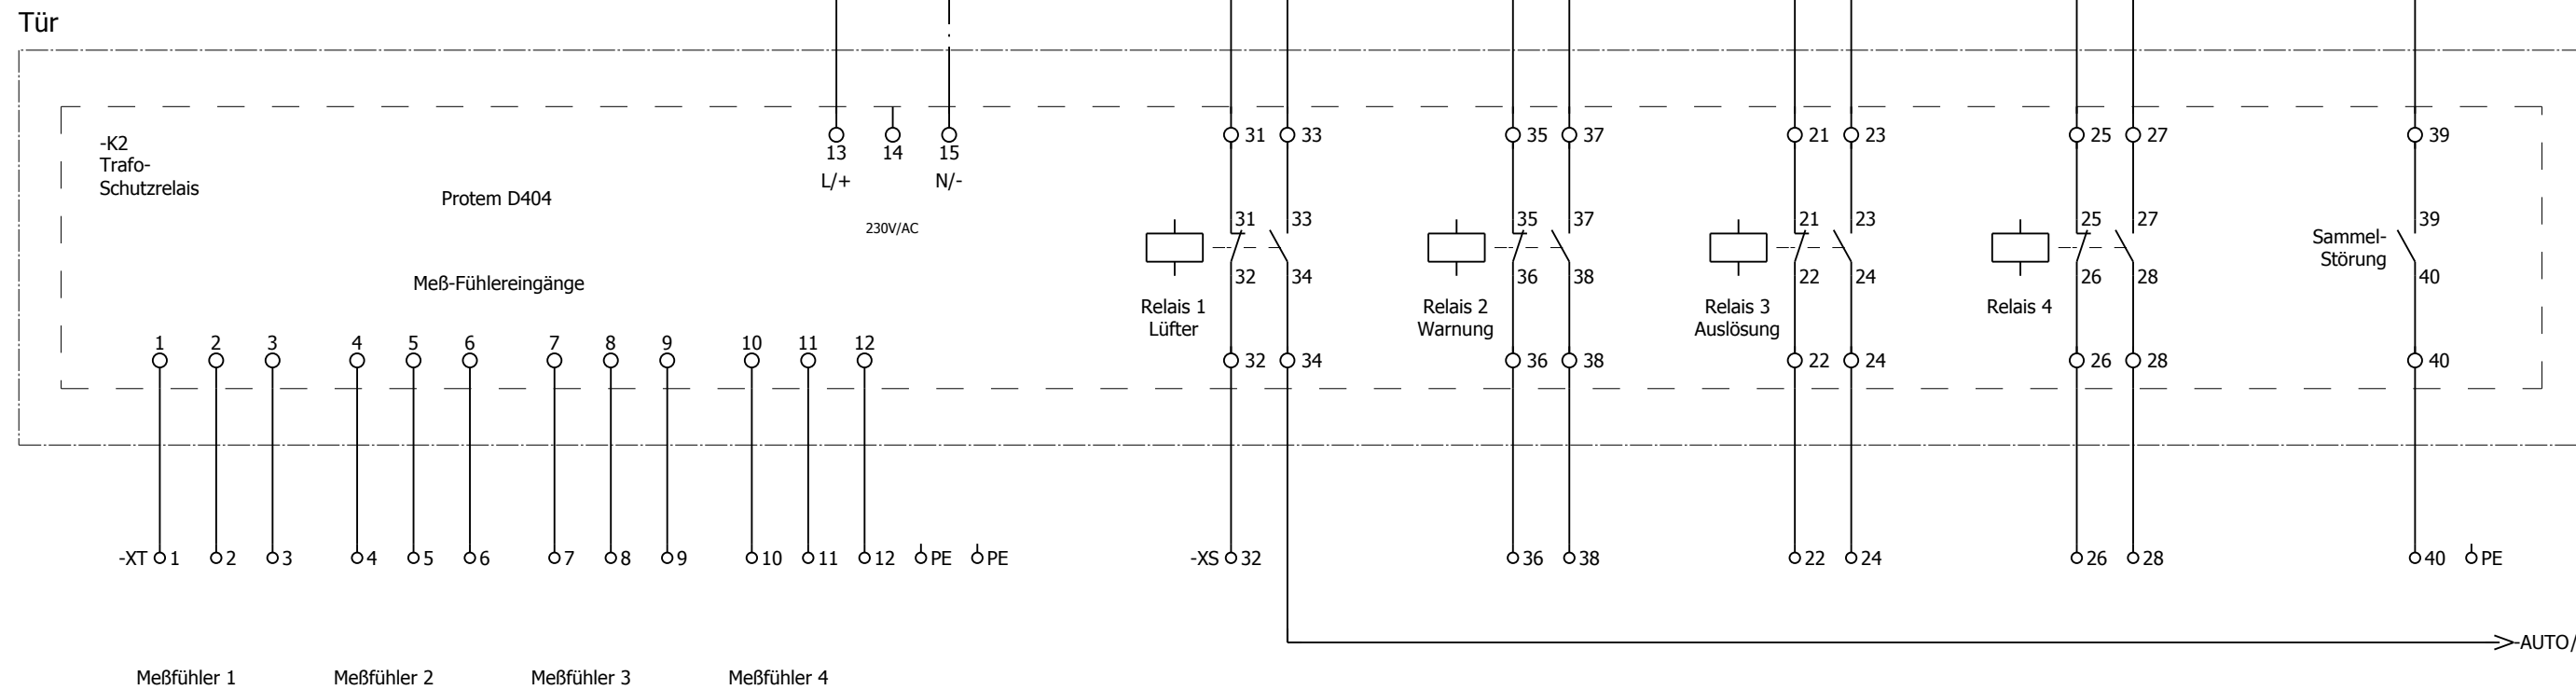 Tür
-K2
Trafo-
Schutzrelais
Protem D404
13 14 15
L/+ N/-
230V/AC
Meß-Fühlereingänge
1 2 3 4 5 6 7 8 9 10 11 12
31 33 35 37 21 23 25 27 39
31 33 35 37 21 23 25 27 39
Sammel-
Störung
32 34 36 38 22 24 26 28 40
Relais 1
Lüfter
Relais 2
Warnung
Relais 3
Auslösung
Relais 4
32 34 36 38 22 24 26 28 40
-XT 1 2 3 4 5 6 7 8 9 10 11 12 PE PE -XS 32 36 38 22 24 26 28 40 PE
-AUTO/
Meßfühler 1 Meßfühler 2 Meßfühler 3 Meßfühler 4